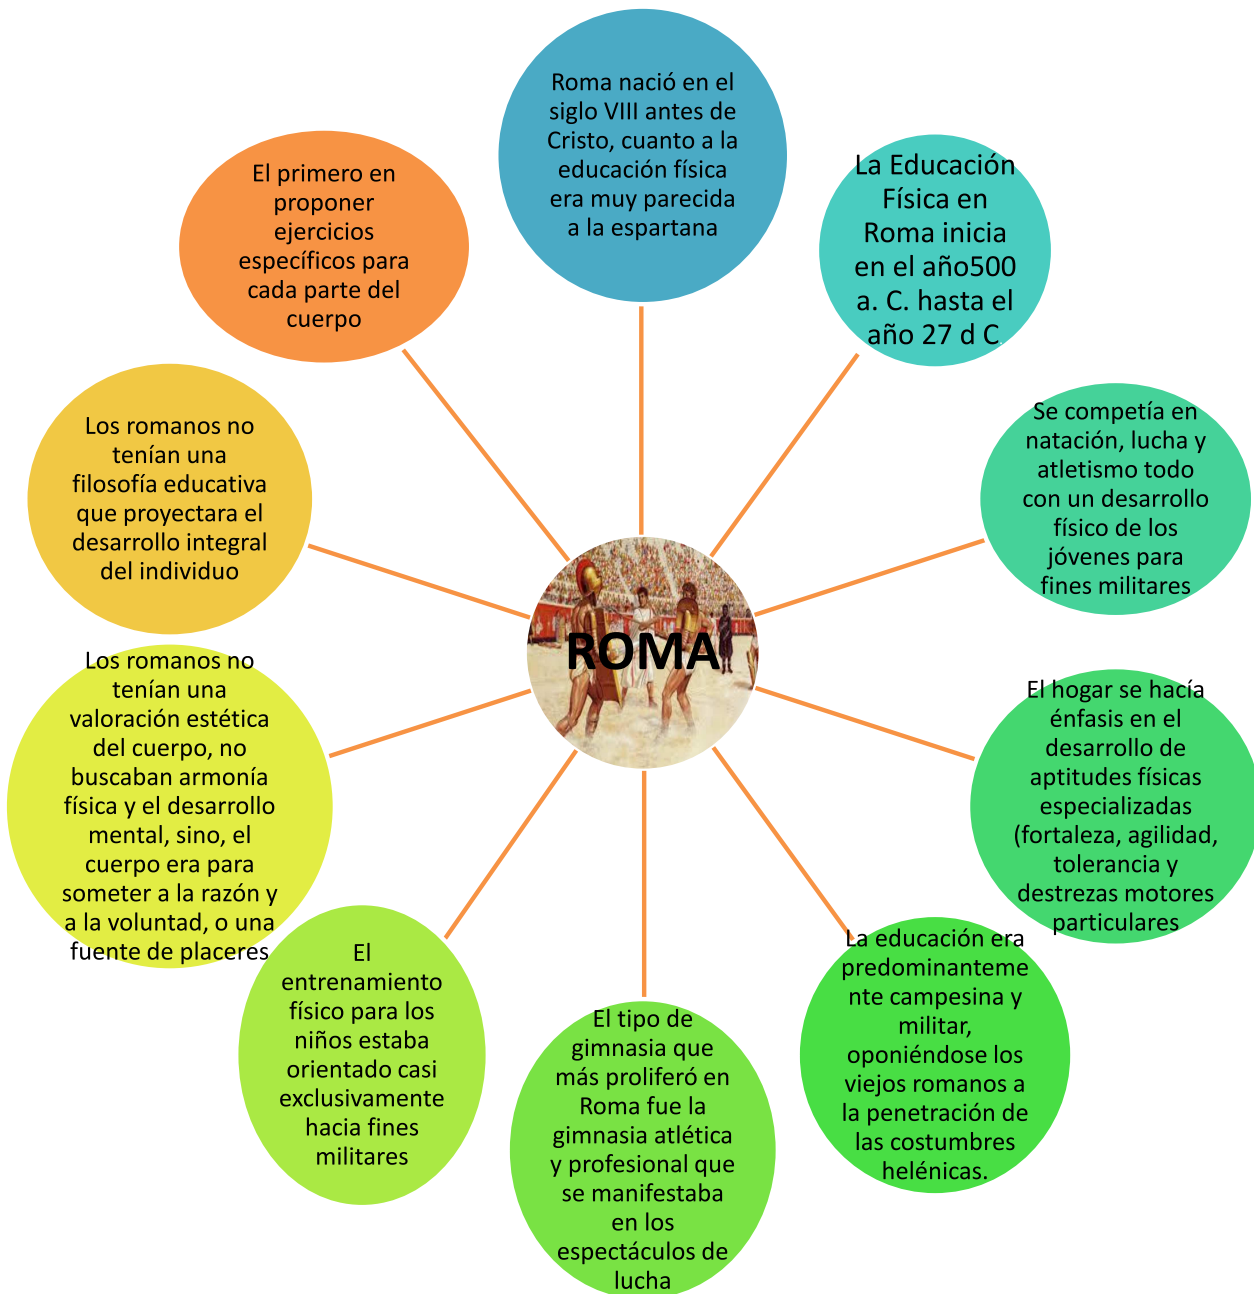 Roma nació en el
siglo VIII antes de
Cristo, cuanto a la
educación física
era muy parecida
a la espartana
La Educación
Física en
Roma inicia
en el año500
a. C. hasta el
año 27 d C
Se competía en
natación, lucha y
atletismo todo
con un desarrollo
físico de los
jóvenes para
fines militares
El hogar se hacía
énfasis en el
desarrollo de
aptitudes físicas
especializadas
(fortaleza, agilidad,
tolerancia y
destrezas motores
particulares
La educación era
predominanteme
nte campesina y
militar,
oponiéndose los
viejos romanos a
la penetración de
las costumbres
helénicas.
El tipo de
gimnasia que
más proliferó en
Roma fue la
gimnasia atlética
y profesional que
se manifestaba
en los
espectáculos de
lucha
El
entrenamiento
físico para los
niños estaba
orientado casi
exclusivamente
hacia fines
militares
Los romanos no
tenían una
valoración estética
del cuerpo, no
buscaban armonía
física y el desarrollo
mental, sino, el
cuerpo era para
someter a la razón y
a la voluntad, o una
fuente de placeres
Los romanos no
tenían una
filosofía educativa
que proyectara el
desarrollo integral
del individuo
El primero en
proponer
ejercicios
específicos para
cada parte del
cuerpo
ROMA